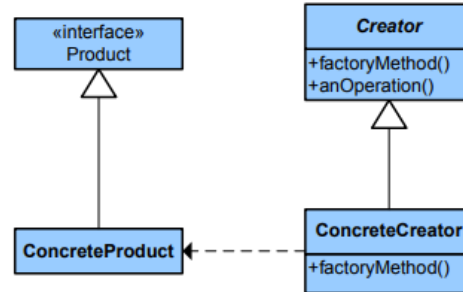 «interface»
Product
Creator
+factoryMethod()
+anOperation()
ConcreteProduct
ConcreteCreator
+factoryMethod()